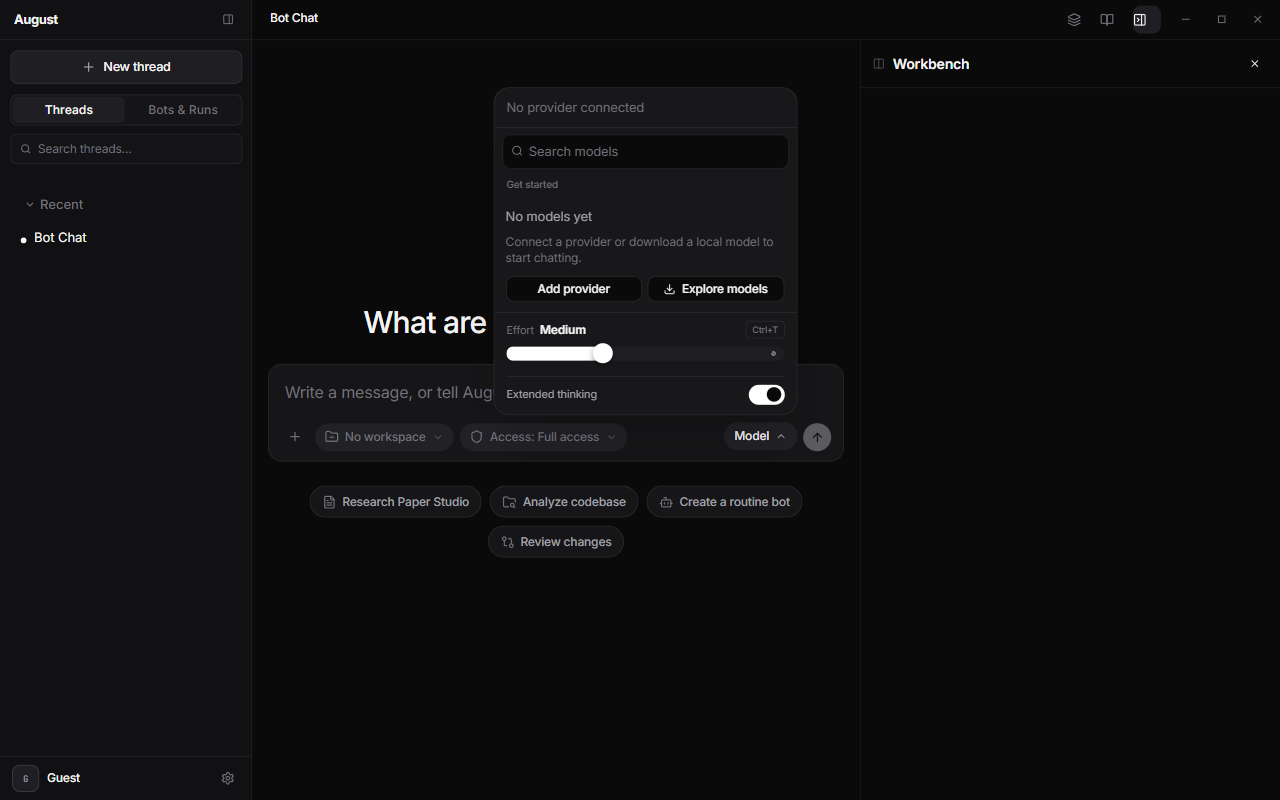 August
Bot Chat
New thread
Threads
Bots & Runs
Search threads...
Recent
Bot Chat
G
Guest
No provider connected
Search models
Get started
No models yet
Connect a provider or download a local model to
start chatting.
Add provider
Explore models
Effort Medium
Ctrl+T
Extended thinking
What are
Write a message, or tell Aug
No workspace
Access: Full access
Model
Research Paper Studio
Analyze codebase
Create a routine bot
Review changes
Workbench